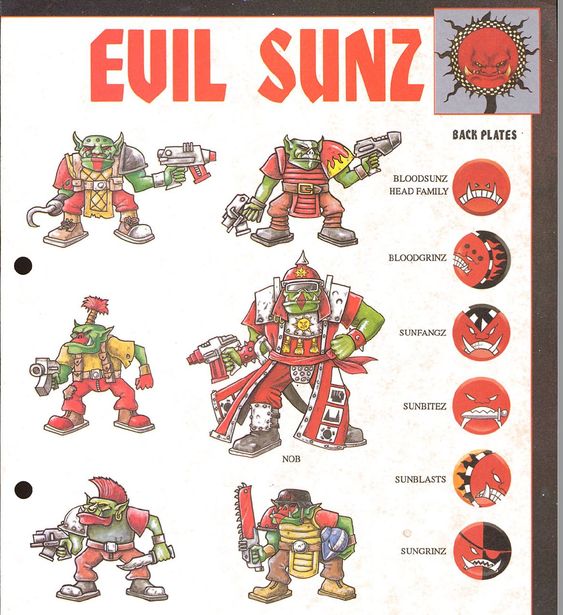 EVIL SUNZ
BACK PLATES
BLOODSUNZ
HEAD FAMILY
BLOODGRINZ
SUNFANGZ
SUNBITEZ
NOB
SUNBLASTS
SUNGRINZ